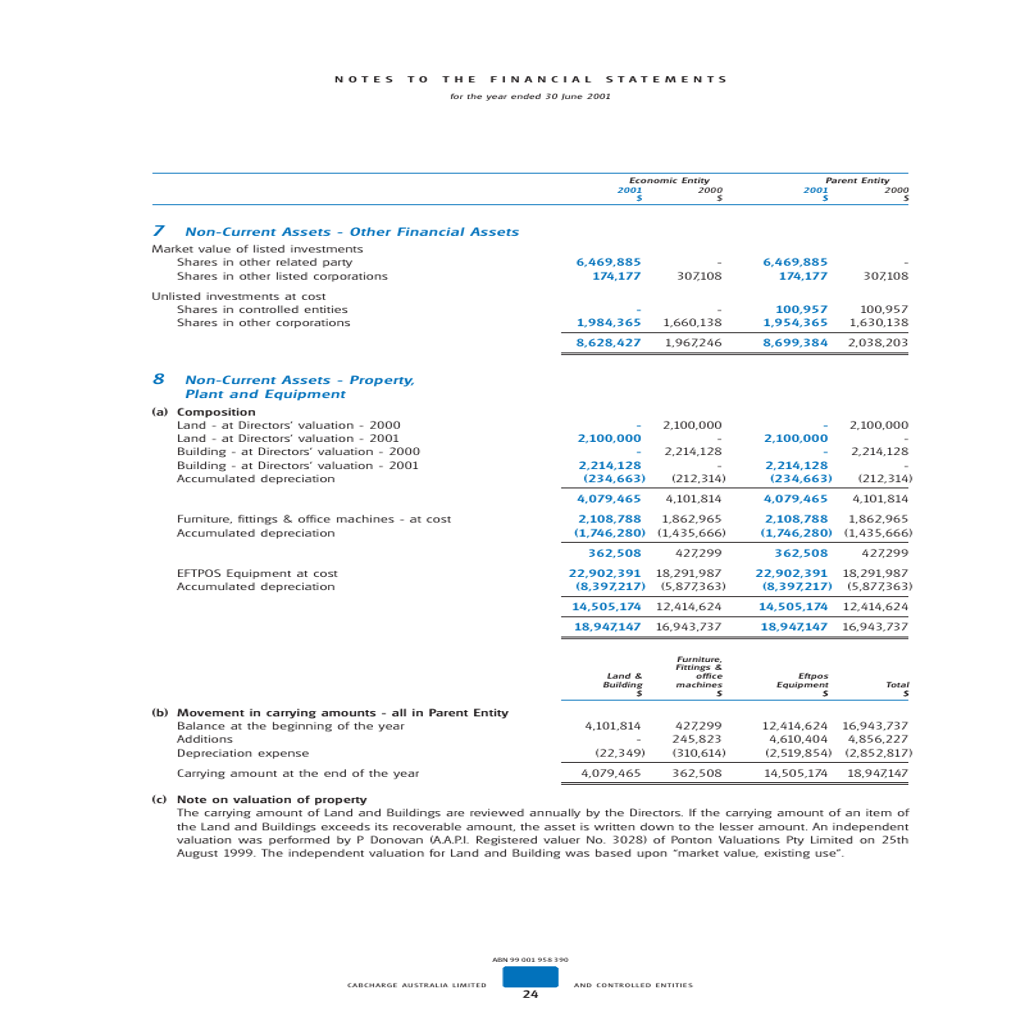 NOTES TO THE FINANCIAL STATEMENTS
for the year ended 30 June 2001
Economic Entity Parent Entity
2001 2000 2001 2000
$ $ $ $
7 Non-Current Assets - Other Financial Assets
Market value of listed investments
Shares in other related party 6,469,885 - 6,469,885 -
Shares in other listed corporations 174,177 307,108 174,177 307,108
Unlisted investments at cost
Shares in controlled entities - - 100,957 100,957
Shares in other corporations 1,984,365 1,660,138 1,954,365 1,630,138
8,628,427 1,967,246 8,699,384 2,038,203
8 Non-Current Assets - Property,
Plant and Equipment
(a) Composition
Land - at Directors' valuation - 2000 - 2,100,000 - 2,100,000
Land - at Directors' valuation - 2001 2,100,000 - 2,100,000 -
Building - at Directors' valuation - 2000 - 2,214,128 - 2,214,128
Building - at Directors' valuation - 2001 2,214,128 - 2,214,128 -
Accumulated depreciation (234,663) (212,314) (234,663) (212,314)
4,079,465 4,101,814 4,079,465 4,101,814
Furniture, fittings & office machines - at cost 2,108,788 1,862,965 2,108,788 1,862,965
Accumulated depreciation (1,746,280) (1,435,666) (1,746,280) (1,435,666)
362,508 427,299 362,508 427,299
EFTPOS Equipment at cost 22,902,391 18,291,987 22,902,391 18,291,987
Accumulated depreciation (8,397,217) (5,877,363) (8,397,217) (5,877,363)
14,505,174 12,414,624 14,505,174 12,414,624
18,947,147 16,943,737 18,947,147 16,943,737
Furniture,
Fittings &
Land & office Eftpos
Building machines Equipment Total
$ $ $ $
(b) Movement in carrying amounts - all in Parent Entity
Balance at the beginning of the year 4,101,814 427,299 12,414,624 16,943,737
Additions - 245,823 4,610,404 4,856,227
Depreciation expense (22,349) (310,614) (2,519,854) (2,852,817)
Carrying amount at the end of the year 4,079,465 362,508 14,505,174 18,947,147
(c) Note on valuation of property
The carrying amount of Land and Buildings are reviewed annually by the Directors. If the carrying amount of an item of
the Land and Buildings exceeds its recoverable amount, the asset is written down to the lesser amount. An independent
valuation was performed by P Donovan (A.A.P.I. Registered valuer No. 3028) of Ponton Valuations Pty Limited on 25th
August 1999. The independent valuation for Land and Building was based upon "market value, existing use".
ABN 99 001 958 390
CABCHARGE AUSTRALIA LIMITED AND CONTROLLED ENTITIES
24